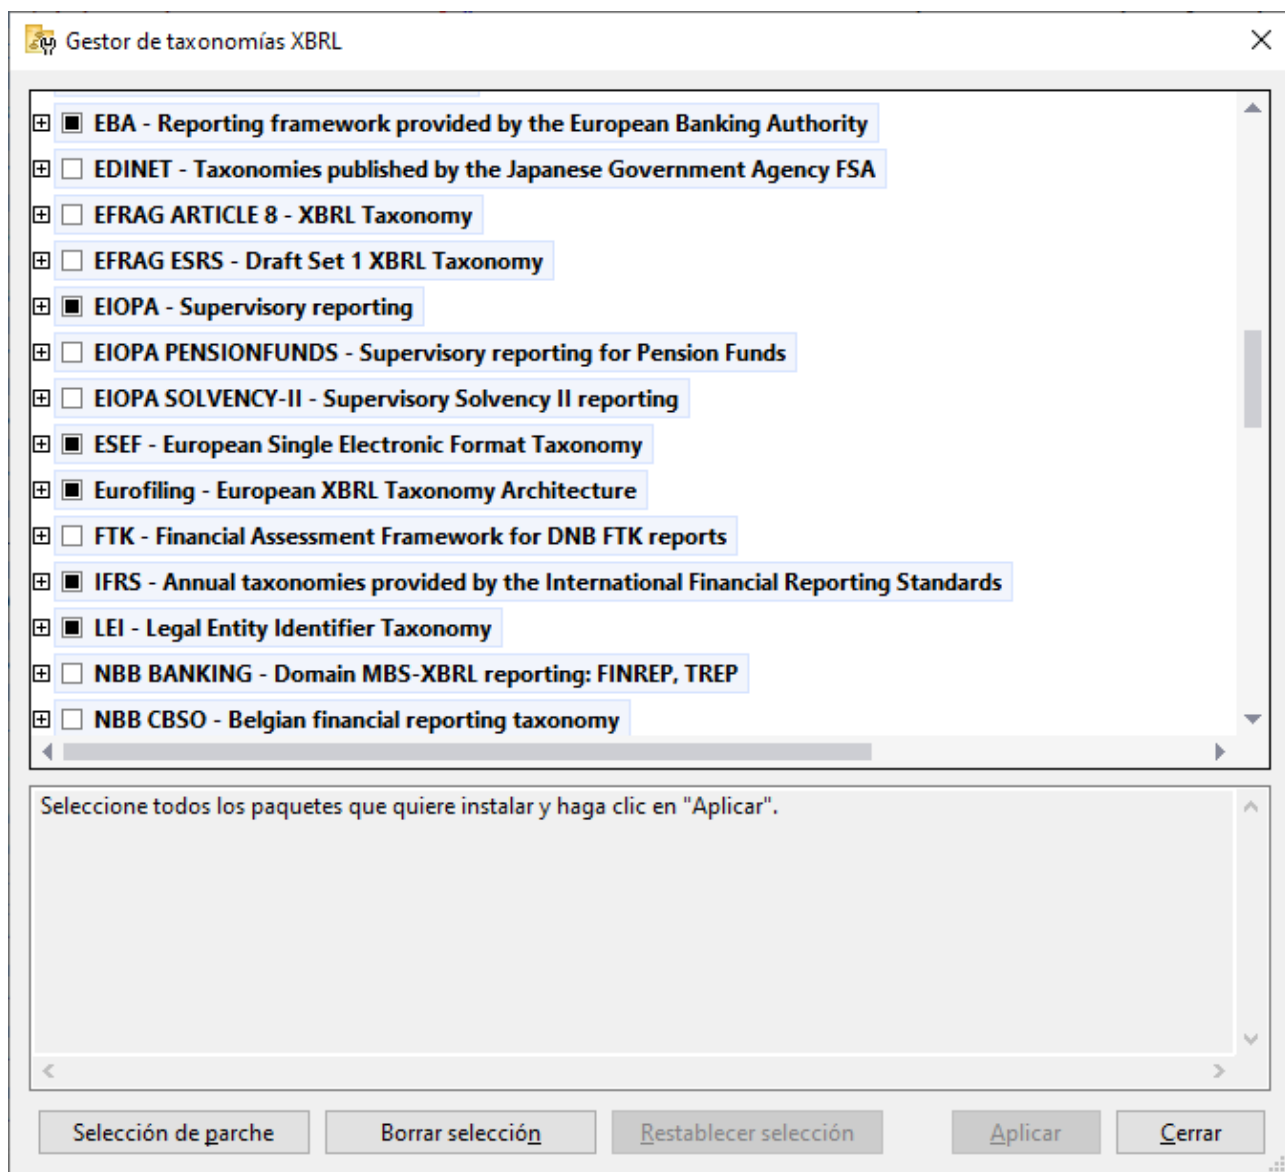 Gestor de taxonomías XBRL
EBA - Reporting framework provided by the European Banking Authority
EDINET - Taxonomies published by the Japanese Government Agency FSA
EFRAG ARTICLE 8 - XBRL Taxonomy
EFRAG ESRS - Draft Set 1 XBRL Taxonomy
EIOPA - Supervisory reporting
EIOPA PENSIONFUNDS - Supervisory reporting for Pension Funds
EIOPA SOLVENCY-II - Supervisory Solvency II reporting
ESEF - European Single Electronic Format Taxonomy
Eurofiling - European XBRL Taxonomy Architecture
FTK - Financial Assessment Framework for DNB FTK reports
IFRS - Annual taxonomies provided by the International Financial Reporting Standards
LEI - Legal Entity Identifier Taxonomy
NBB BANKING - Domain MBS-XBRL reporting: FINREP, TREP
NBB CBSO - Belgian financial reporting taxonomy
Seleccione todos los paquetes que quiere instalar y haga clic en "Aplicar".
Selección de parche Borrar selección Restablecer selección Aplicar Cerrar